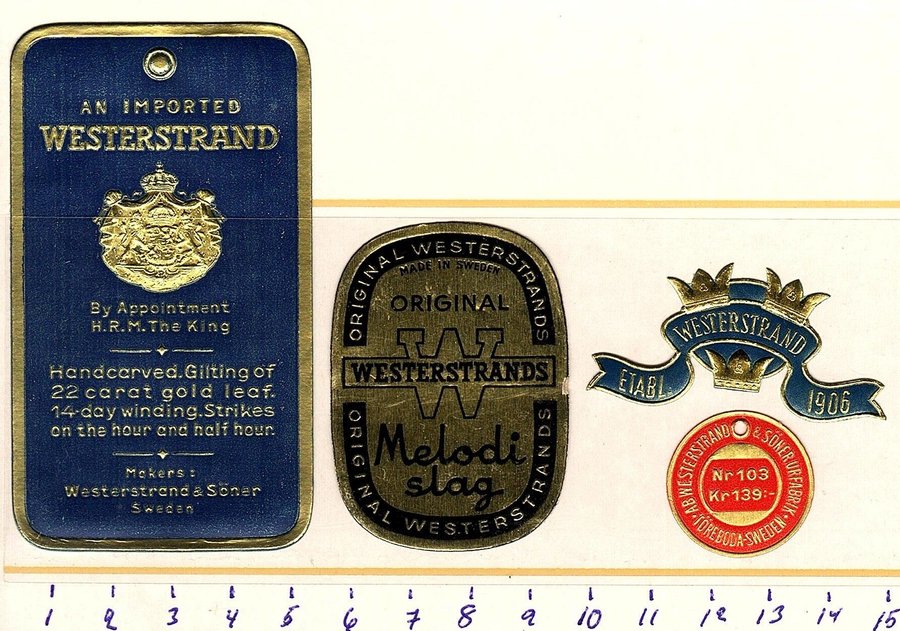 AN IMPORTED
WESTERSTRAND
By Appointment
H.R.M. The King
Handcarved. Gilting of
22 carat gold leaf.
14-day winding. Strikes
on the hour and half hour.
Makers:
Westerstrand & Söner
Sweden
ORIGINAL WESTERSTRANDS
MADE IN SWEDEN
ORIGINAL
W
WESTERSTRANDS
Melodi
slag
ORIGINAL WESTERSTRANDS
WESTERSTRAND
ETABL. 1906
A.B. WESTERSTRAND & SÖNER URFABRIK
Nr 103
Kr 139:-
TÖREBODA-SWEDEN
1 2 3 4 5 6 7 8 9 10 11 12 13 14 15